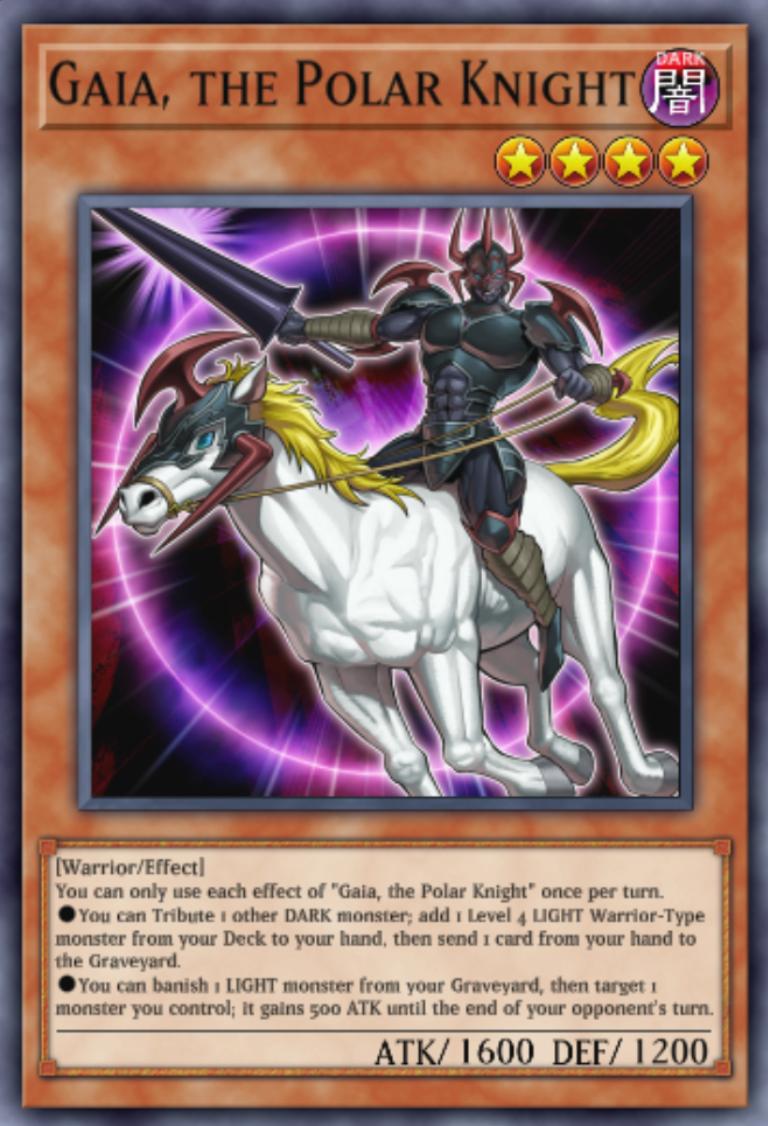 GAIA, THE POLAR KNIGHT
DARK
闇
[Warrior/Effect]
You can only use each effect of "Gaia, the Polar Knight" once per turn.
●You can Tribute 1 other DARK monster; add 1 Level 4 LIGHT Warrior-Type
monster from your Deck to your hand, then send 1 card from your hand to
the Graveyard.
●You can banish 1 LIGHT monster from your Graveyard, then target 1
monster you control; it gains 500 ATK until the end of your opponent's turn.
ATK/ 1600 DEF/ 1200